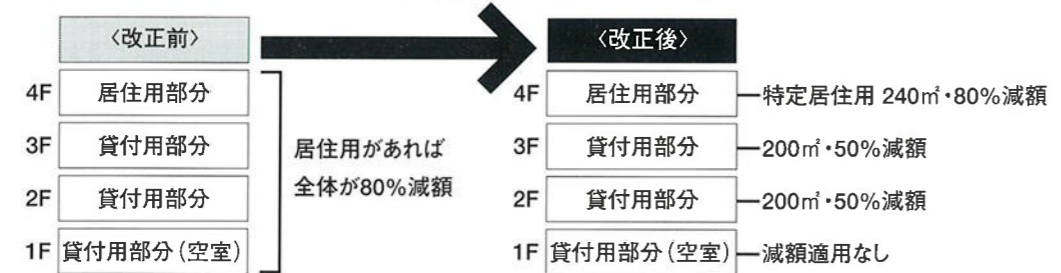 〈改正前〉
4F 居住用部分
3F 貸付用部分
2F 貸付用部分
1F 貸付用部分(空室)
居住用があれば
全体が80%減額
〈改正後〉
4F 居住用部分 特定居住用 240㎡・80%減額
3F 貸付用部分 200㎡・50%減額
2F 貸付用部分 200㎡・50%減額
1F 貸付用部分(空室) 減額適用なし